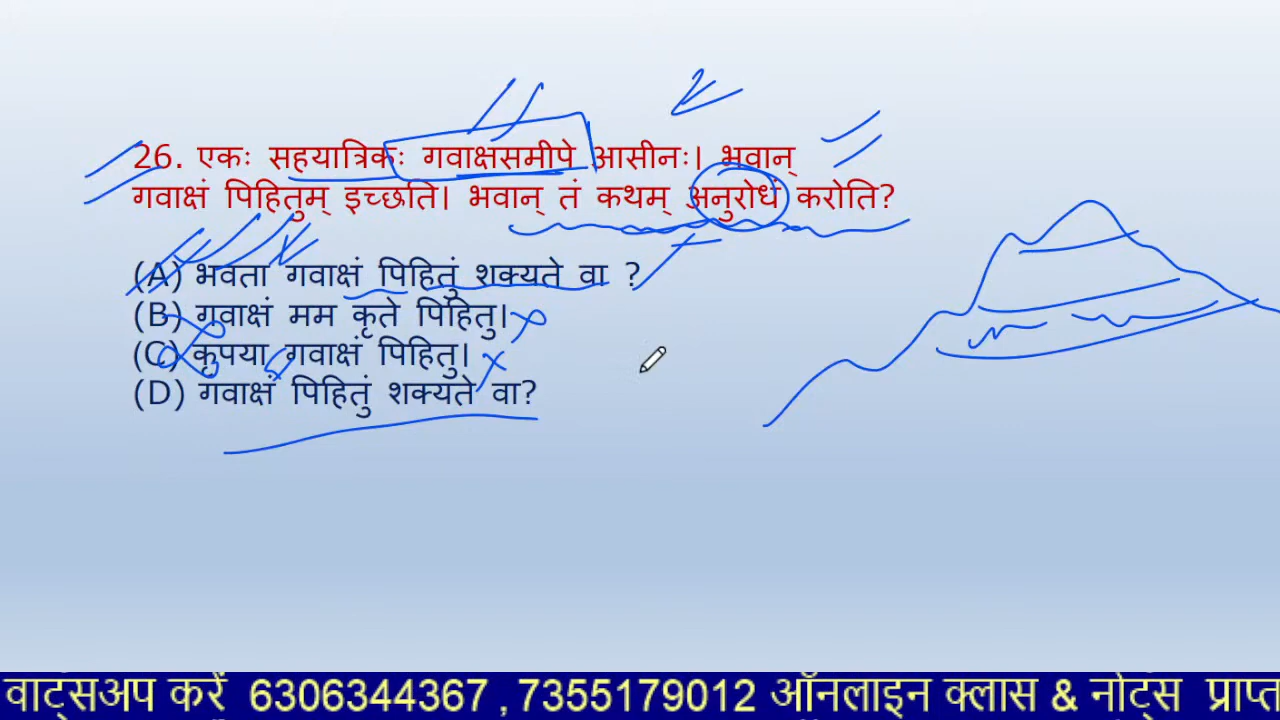 26. एकः सहयात्रिकः गवाक्षसमीपे आसीनः। भवान्
गवाक्षं पिहितुम् इच्छति। भवान् तं कथम् अनुरोधं करोति?
(A) भवता गवाक्षं पिहितुं शक्यते वा ?
(B) गवाक्षं मम कृते पिहितु।
(C) कृपया गवाक्षं पिहितु।
(D) गवाक्षं पिहितुं शक्यते वा?
वाट्सअप करें 6306344367 ,7355179012 ऑनलाइन क्लास & नोट्स प्राप्त